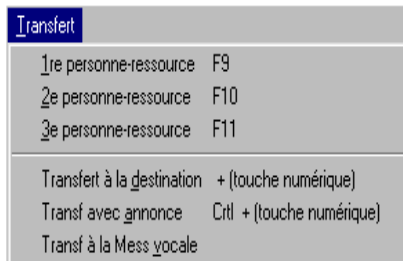 Transfert
1re personne-ressource F9
2e personne-ressource F10
3e personne-ressource F11
Transfert à la destination + (touche numérique)
Transf avec annonce Crtl + (touche numérique)
Transf à la Mess vocale